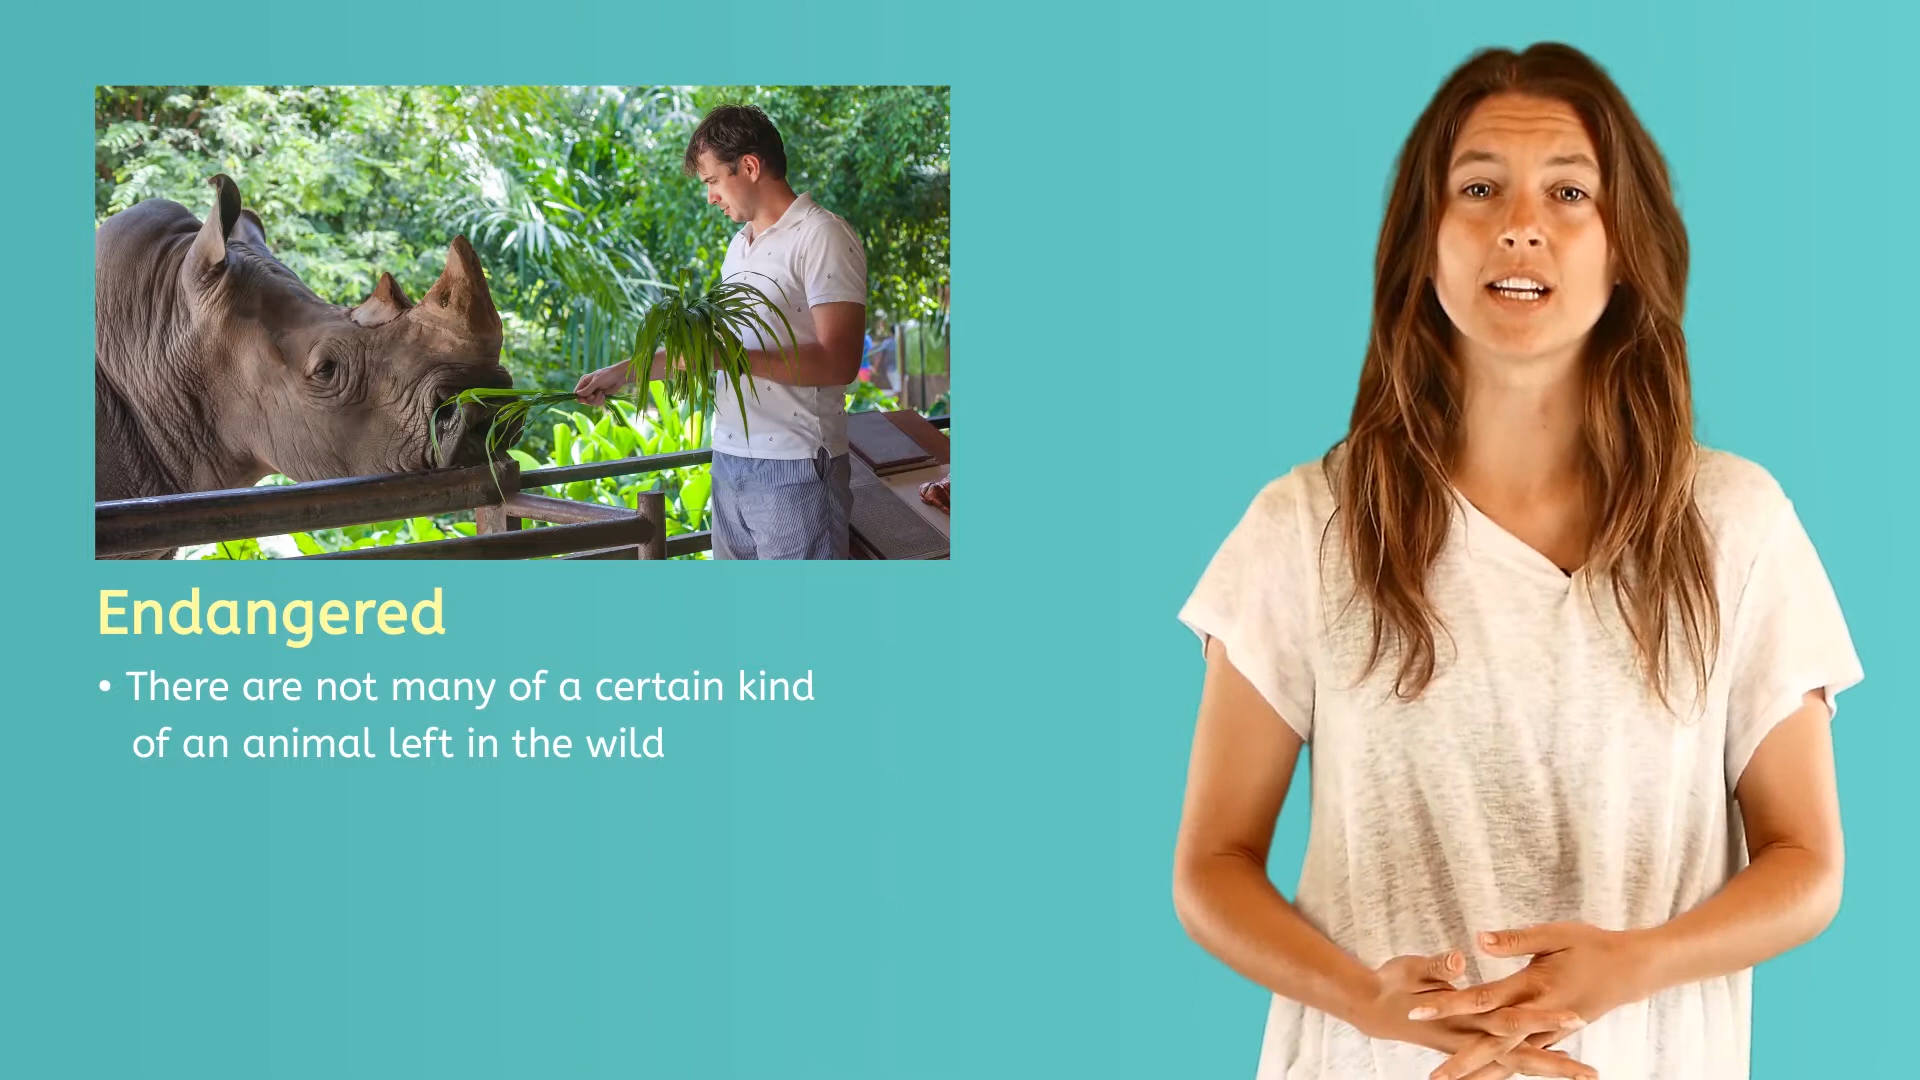 Endangered
• There are not many of a certain kind
of an animal left in the wild